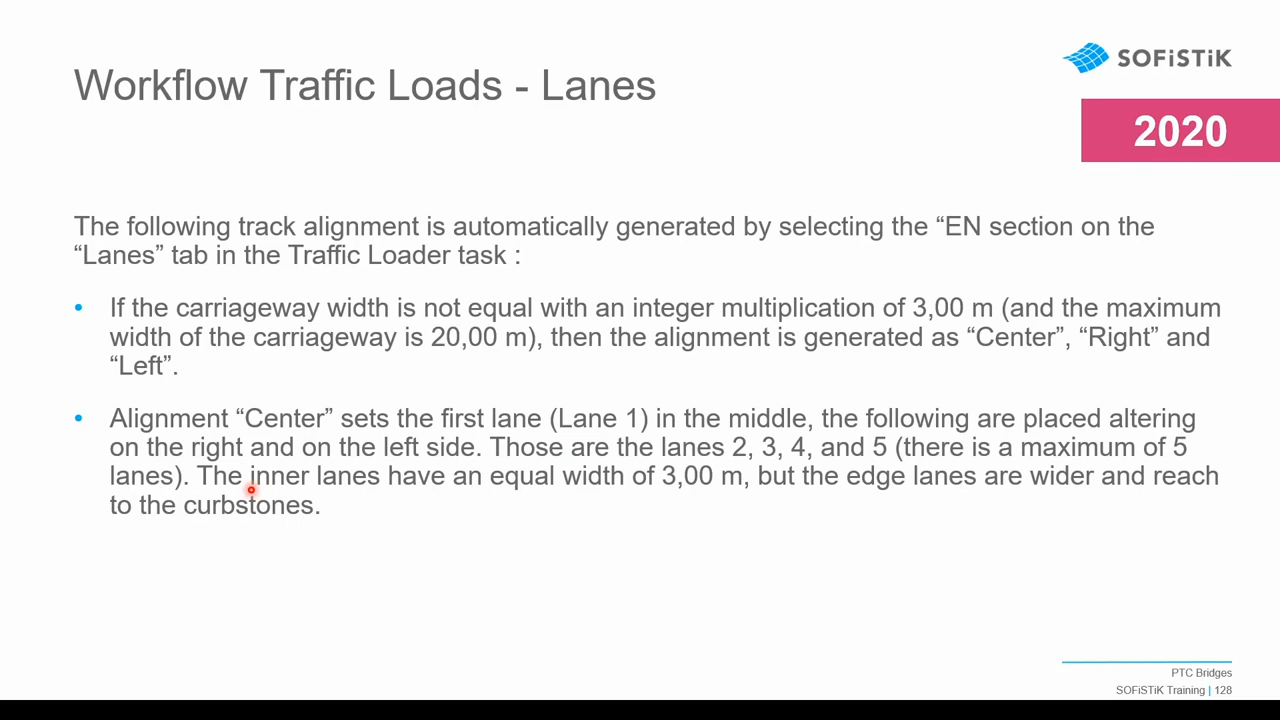 Workflow Traffic Loads - Lanes
SOFiSTiK
2020
The following track alignment is automatically generated by selecting the “EN section on the
“Lanes” tab in the Traffic Loader task :
• If the carriageway width is not equal with an integer multiplication of 3,00 m (and the maximum
width of the carriageway is 20,00 m), then the alignment is generated as “Center”, “Right” and
“Left”.
• Alignment “Center” sets the first lane (Lane 1) in the middle, the following are placed altering
on the right and on the left side. Those are the lanes 2, 3, 4, and 5 (there is a maximum of 5
lanes). The inner lanes have an equal width of 3,00 m, but the edge lanes are wider and reach
to the curbstones.
PTC Bridges
SOFiSTiK Training | 128